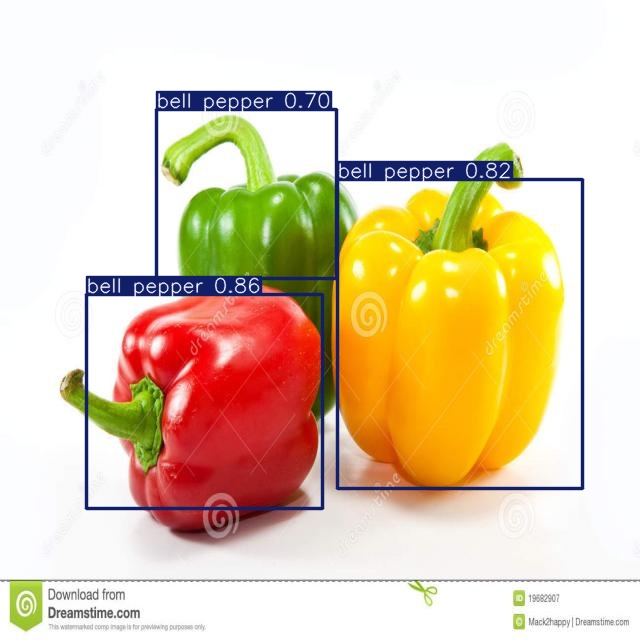 bell pepper 0.70
bell pepper 0.82
bell pepper 0.86
Download from
Dreamstime.com
This watermarked comp image is for previewing purposes only.
19682907
Mack2happy | Dreamstime.com